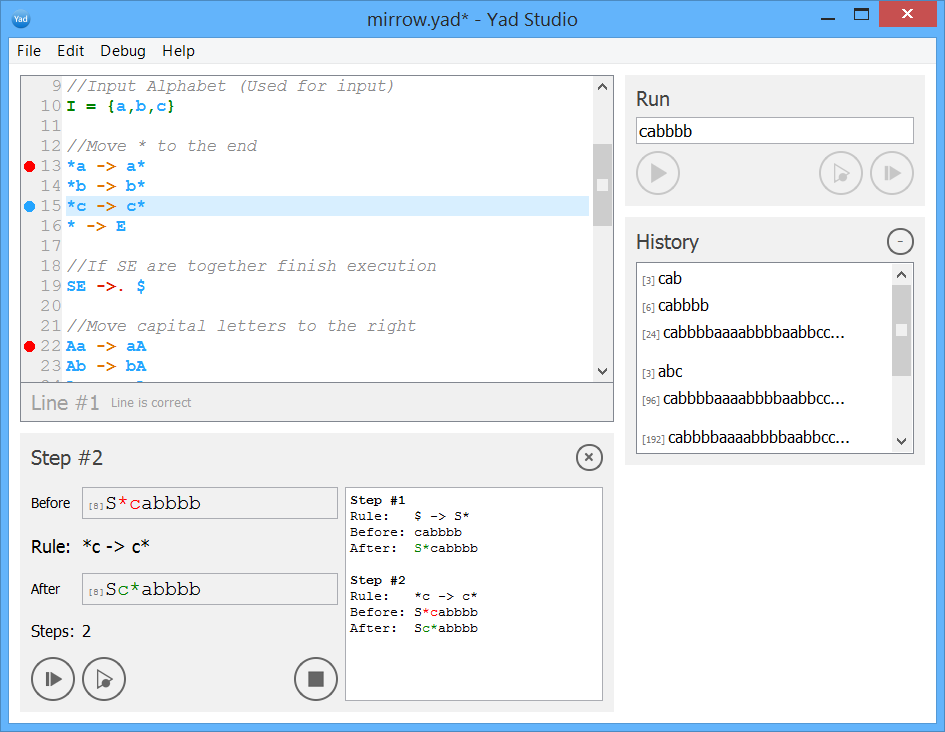 Yad
mirrow.yad* - Yad Studio
File Edit Debug Help
9 //Input Alphabet (Used for input)
10 I = {a,b,c}
11
12 //Move * to the end
13 *a -> a*
14 *b -> b*
15 *c -> c*
16 * -> E
17
18 //If SE are together finish execution
19 SE ->. $
20
21 //Move capital letters to the right
22 Aa -> aA
23 Ab -> bA
Line #1 Line is correct
Run
cabbbb
History
-
[3] cab
[6] cabbbb
[24] cabbbbaaaabbbbaabbcc...
[3] abc
[96] cabbbbaaaabbbbaabbcc...
[192] cabbbbaaaabbbbaabbcc...
Step #2
Before [8]S*cabbbb
Rule: *c -> c*
After [8]Sc*abbbb
Steps: 2
Step #1
Rule: $ -> S*
Before: cabbbb
After: S*cabbbb
Step #2
Rule: *c -> c*
Before: S*cabbbb
After: Sc*abbbb